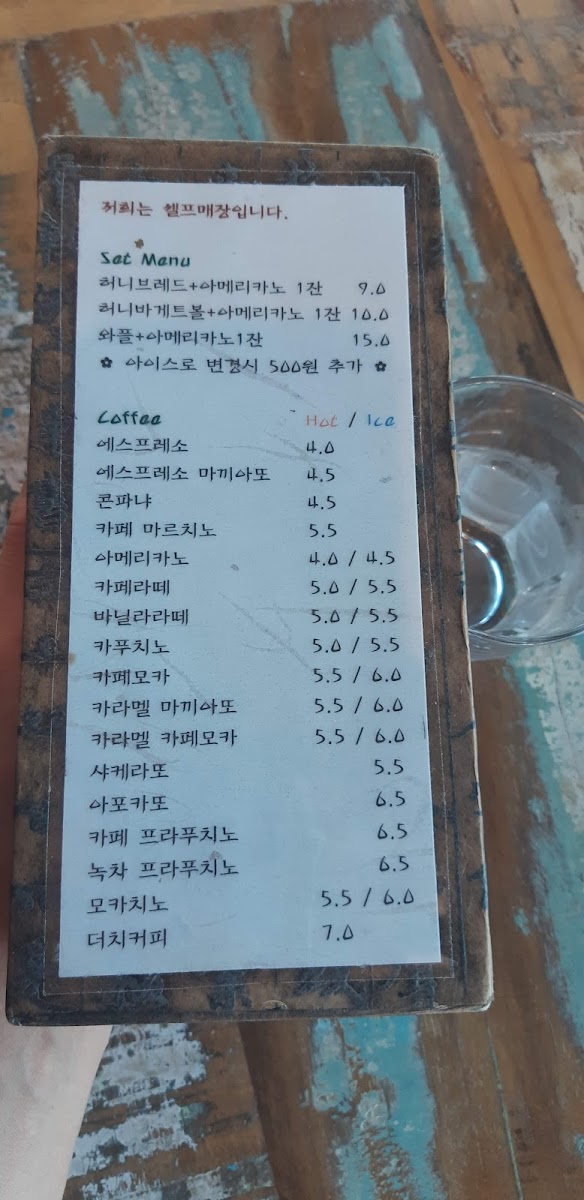 저희는 셀프매장입니다.
Set Menu
허니브레드+아메리카노 1잔 9.0
허니바게트볼+아메리카노 1잔 10.0
와플+아메리카노1잔 15.0
✿ 아이스로 변경시 500원 추가 ✿
Coffee Hot / Ice
에스프레소 4.0
에스프레소 마끼아또 4.5
콘파냐 4.5
카페 마르치노 5.5
아메리카노 4.0 / 4.5
카페라떼 5.0 / 5.5
바닐라라떼 5.0 / 5.5
카푸치노 5.0 / 5.5
카페모카 5.5 / 6.0
카라멜 마끼아또 5.5 / 6.0
카라멜 카페모카 5.5 / 6.0
샤케라또 5.5
아포카또 6.5
카페 프라푸치노 6.5
녹차 프라푸치노 6.5
모카치노 5.5 / 6.0
더치커피 7.0